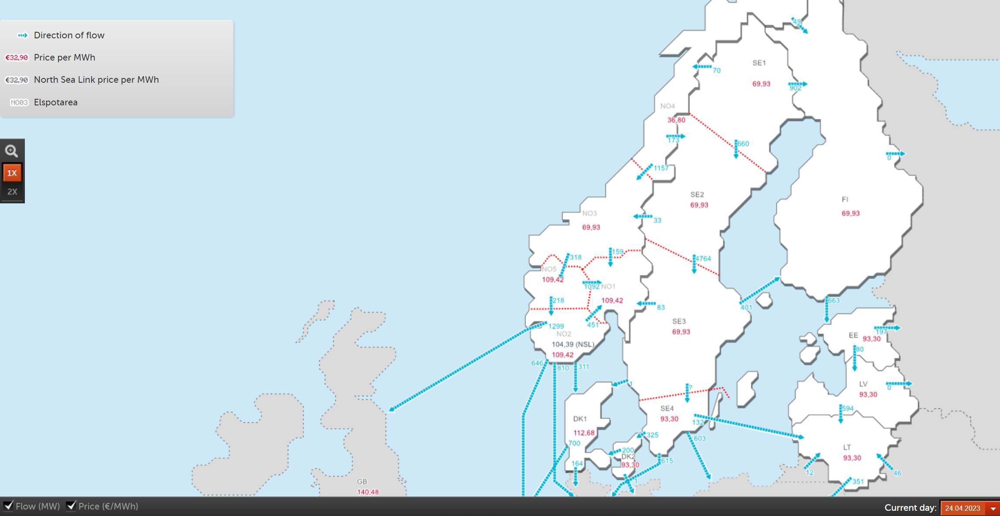 Direction of flow
€32,90 Price per MWh
€32,90 North Sea Link price per MWh
NO03 Elspotarea
1X
2X
49
SE1
70
69,93
902
NO4
36,80
173
660
0
1157
SE2
69,93
FI
69,93
NO3
33
69,93
159
318
4764
NO5
109,42
1092 NO1
218
109,42
663
83
401
451
1299
SE3
NO2
69,93
197
EE
93,30
104,39 (NSL)
109,42
80
646
810
311
1
?
LV
0
93,30
SE4
594
DK1
93,30
132
112,68
325
603
700
200
LT
DK2
93,30
615
164
93,30
12
46
1
351
GB
140,48
Flow (MW) Price (€/MWh)
Current day: 24.04.2023